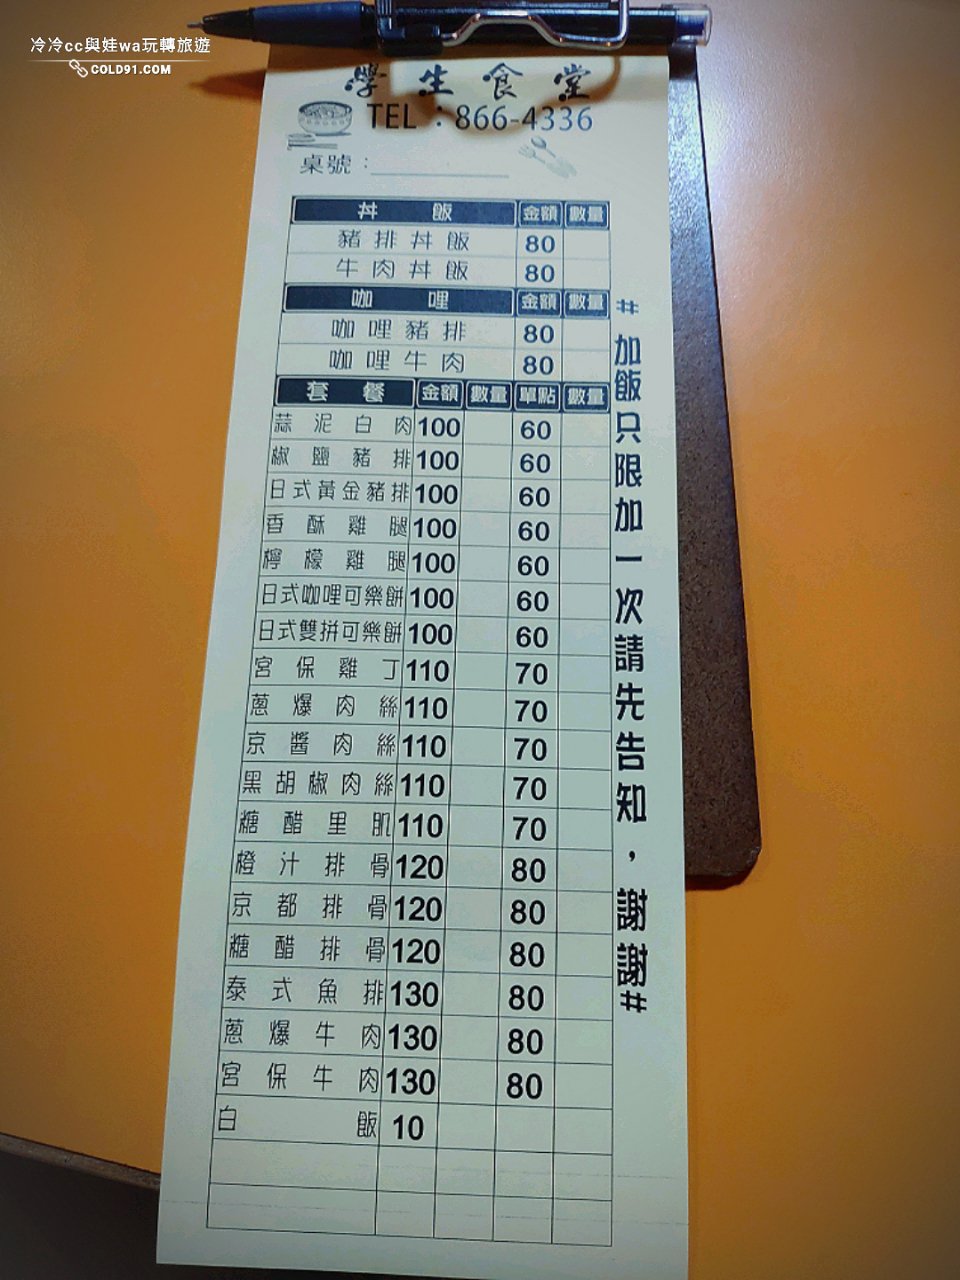 冷冷cc與娃wa玩轉旅遊
COLD91.COM
學生食堂
TEL：866-4336
桌號：
丼飯 金額 數量
豬排丼飯 80
牛肉丼飯 80
咖哩 金額 數量
咖哩豬排 80
咖哩牛肉 80
套餐 金額 數量 單點 數量
蒜泥白肉 100 60
椒鹽豬排 100 60
日式黃金豬排 100 60
香酥雞腿 100 60
檸檬雞腿 100 60
日式咖哩可樂餅 100 60
日式雙拼可樂餅 100 60
宮保雞丁 110 70
蔥爆肉絲 110 70
京醬肉絲 110 70
黑胡椒肉絲 110 70
糖醋里肌 110 70
橙汁排骨 120 80
京都排骨 120 80
糖醋排骨 120 80
泰式魚排 130 80
蔥爆牛肉 130 80
宮保牛肉 130 80
白飯 10
#加飯只限加一次請先告知，謝謝#